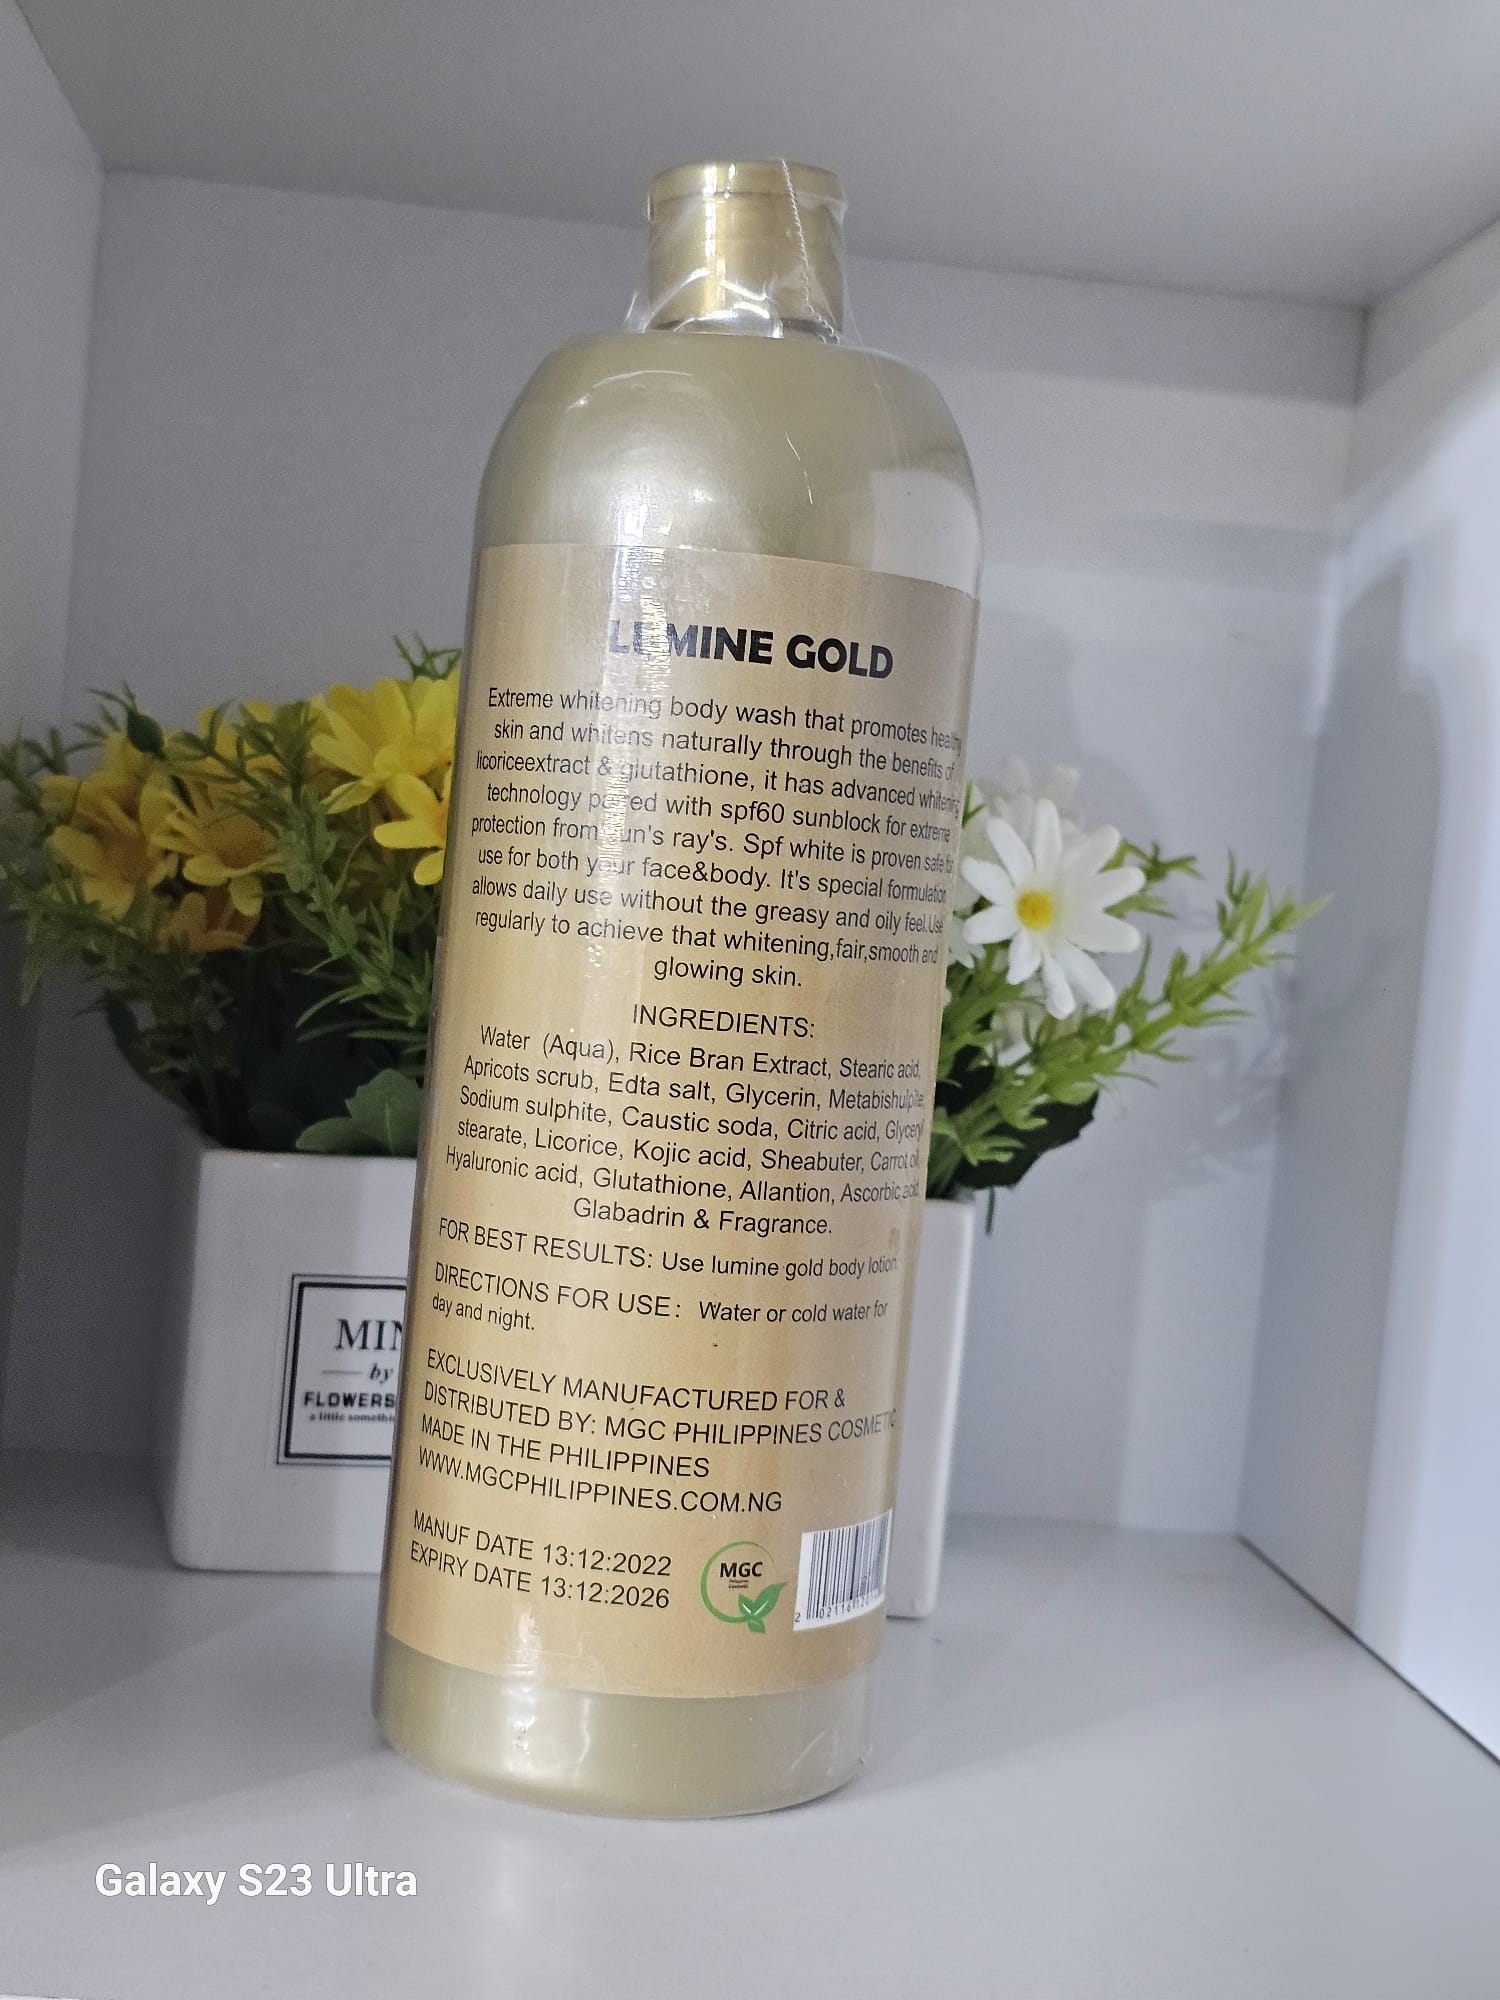 LUMINE GOLD
Extreme whitening body wash that promotes healthy
skin and whitens naturally through the benefits of
licoriceextract & glutathione, it has advanced whitening
technology paired with spf60 sunblock for extreme
protection from sun's ray's. Spf white is proven safe for
use for both your face&body. It's special formulation
allows daily use without the greasy and oily feel.Use
regularly to achieve that whitening,fair,smooth and
glowing skin.
INGREDIENTS:
Water (Aqua), Rice Bran Extract, Stearic acid,
Apricots scrub, Edta salt, Glycerin, Metabishulpite,
Sodium sulphite, Caustic soda, Citric acid, Glyceryl
stearate, Licorice, Kojic acid, Sheabuter, Carrot oil,
Hyaluronic acid, Glutathione, Allantion, Ascorbic acid,
Glabadrin & Fragrance.
FOR BEST RESULTS: Use lumine gold body lotion.
DIRECTIONS FOR USE: Water or cold water for
day and night.
EXCLUSIVELY MANUFACTURED FOR &
DISTRIBUTED BY: MGC PHILIPPINES COSMETIC
MADE IN THE PHILIPPINES
WWW.MGCPHILIPPINES.COM.NG
MANUF DATE 13:12:2022
EXPIRY DATE 13:12:2026
MGC
MIN
by
FLOWERS
a little
Galaxy S23 Ultra